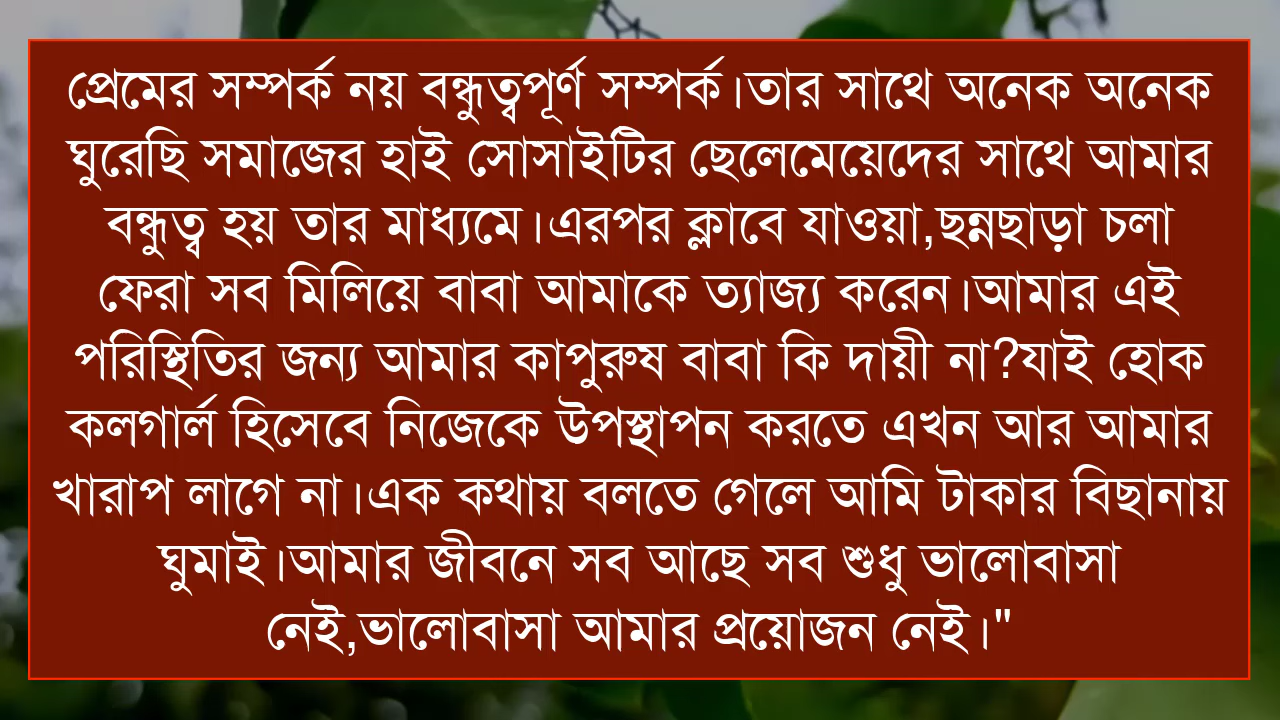 প্রেমের সম্পর্ক নয় বন্ধুত্বপূর্ণ সম্পর্ক।তার সাথে অনেক অনেক
ঘুরেছি সমাজের হাই সোসাইটির ছেলেমেয়েদের সাথে আমার
বন্ধুত্ব হয় তার মাধ্যমে।এরপর ক্লাবে যাওয়া,ছন্নছাড়া চলা
ফেরা সব মিলিয়ে বাবা আমাকে ত্যাজ্য করেন।আমার এই
পরিস্থিতির জন্য আমার কাপুরুষ বাবা কি দায়ী না?যাই হোক
কলগার্ল হিসেবে নিজেকে উপস্থাপন করতে এখন আর আমার
খারাপ লাগে না।এক কথায় বলতে গেলে আমি টাকার বিছানায়
ঘুমাই।আমার জীবনে সব আছে সব শুধু ভালোবাসা
নেই,ভালোবাসা আমার প্রয়োজন নেই।"